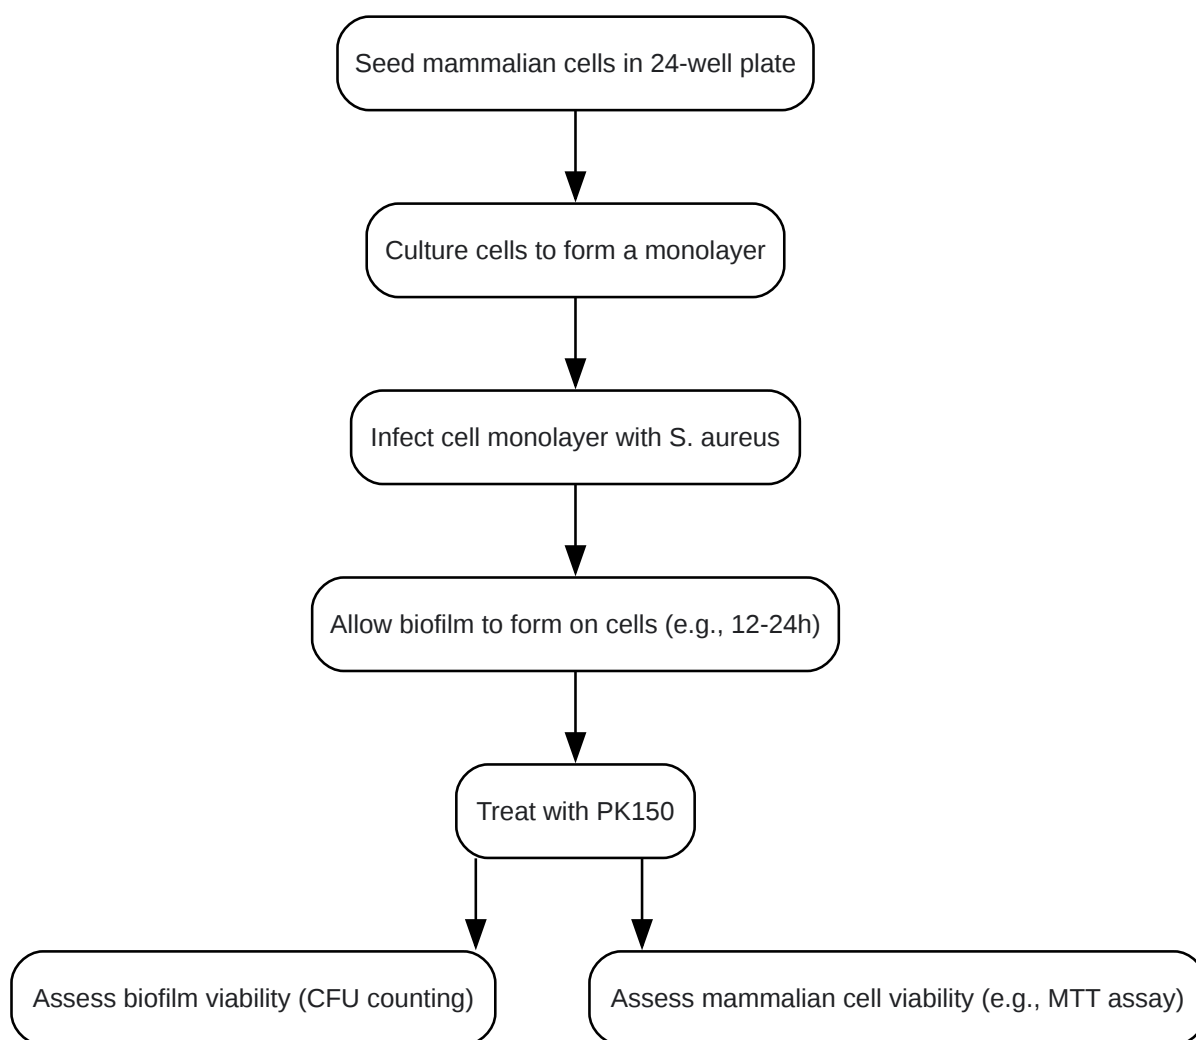 Seed mammalian cells in 24-well plate
Culture cells to form a monolayer
Infect cell monolayer with S. aureus
Allow biofilm to form on cells (e.g., 12-24h)
Treat with PK150
Assess biofilm viability (CFU counting)
Assess mammalian cell viability (e.g., MTT assay)